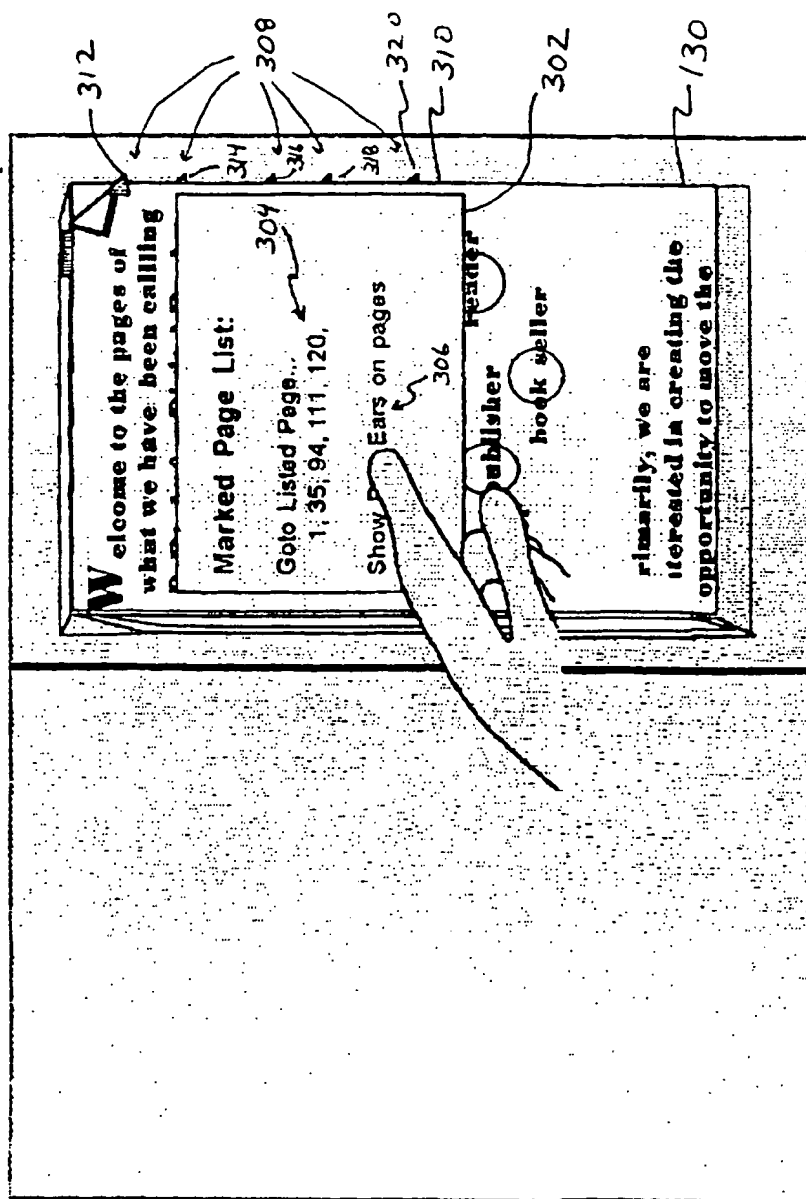 Welcome to the pages of
what we have been callling
Marked Page List:
Goto Listed Page...
1, 35, 94, 111, 120,
Show Ears on pages
reader
ublisher
book seller
rimarily, we are
iterested in creating the
opportunity to move the
304
306
312
308
314
316
318
320
310
302
130